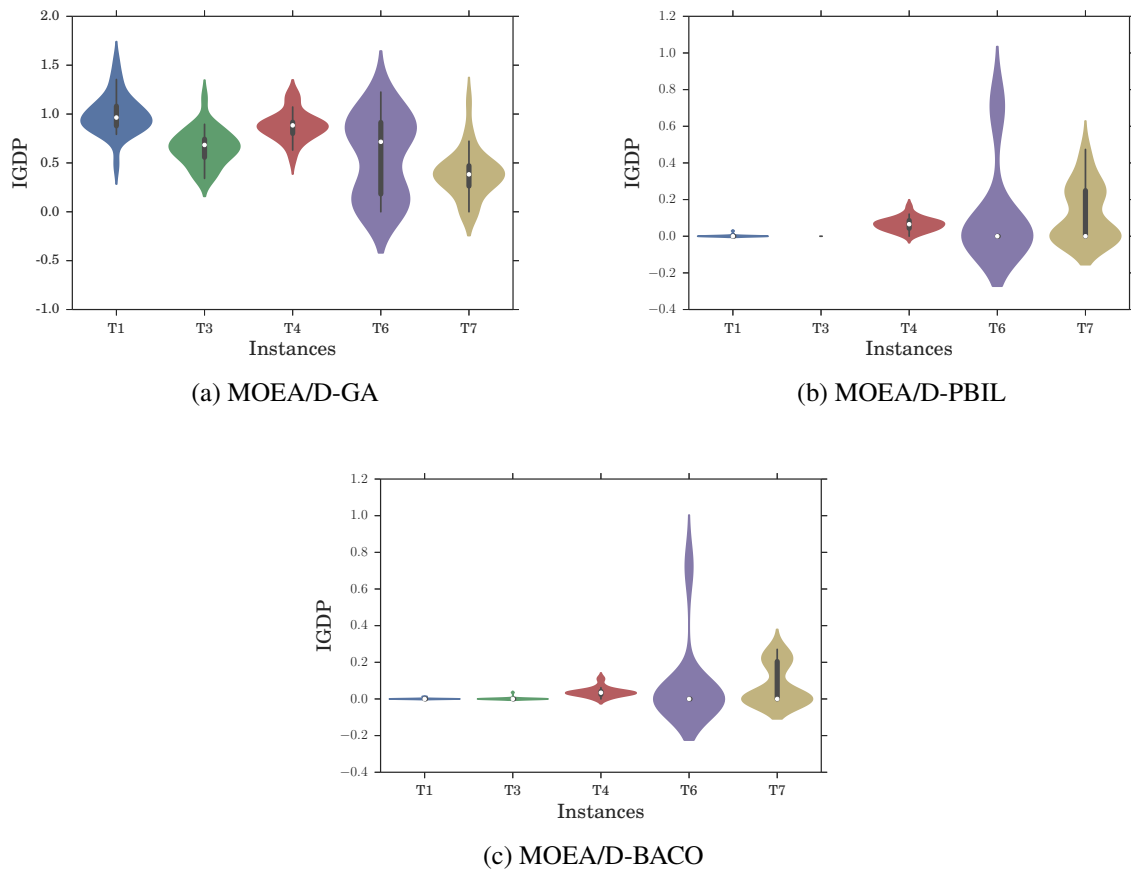 2.0
1.5
1.0
0.5
0.0
-0.5
-1.0
IGDP
T1 T3 T4 T6 T7
Instances
(a) MOEA/D-GA
1.2
1.0
0.8
0.6
0.4
0.2
0.0
−0.2
−0.4
IGDP
T1 T3 T4 T6 T7
Instances
(b) MOEA/D-PBIL
1.2
1.0
0.8
0.6
0.4
0.2
0.0
−0.2
−0.4
IGDP
T1 T3 T4 T6 T7
Instances
(c) MOEA/D-BACO